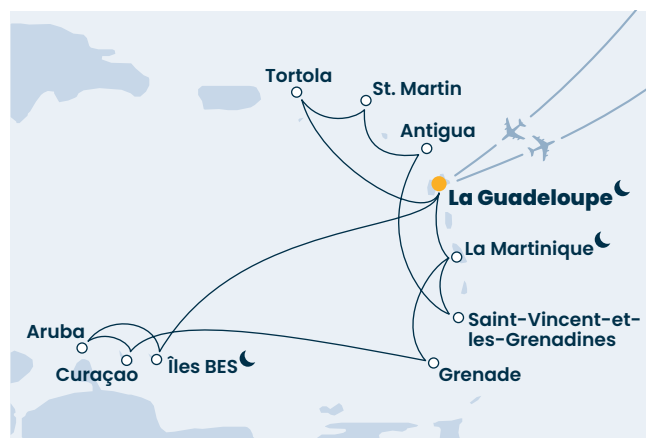 Tortola
St. Martin
Antigua
La Guadeloupe
La Martinique
Saint-Vincent-et-
les-Grenadines
Aruba
Curaçao
Îles BES
Grenade